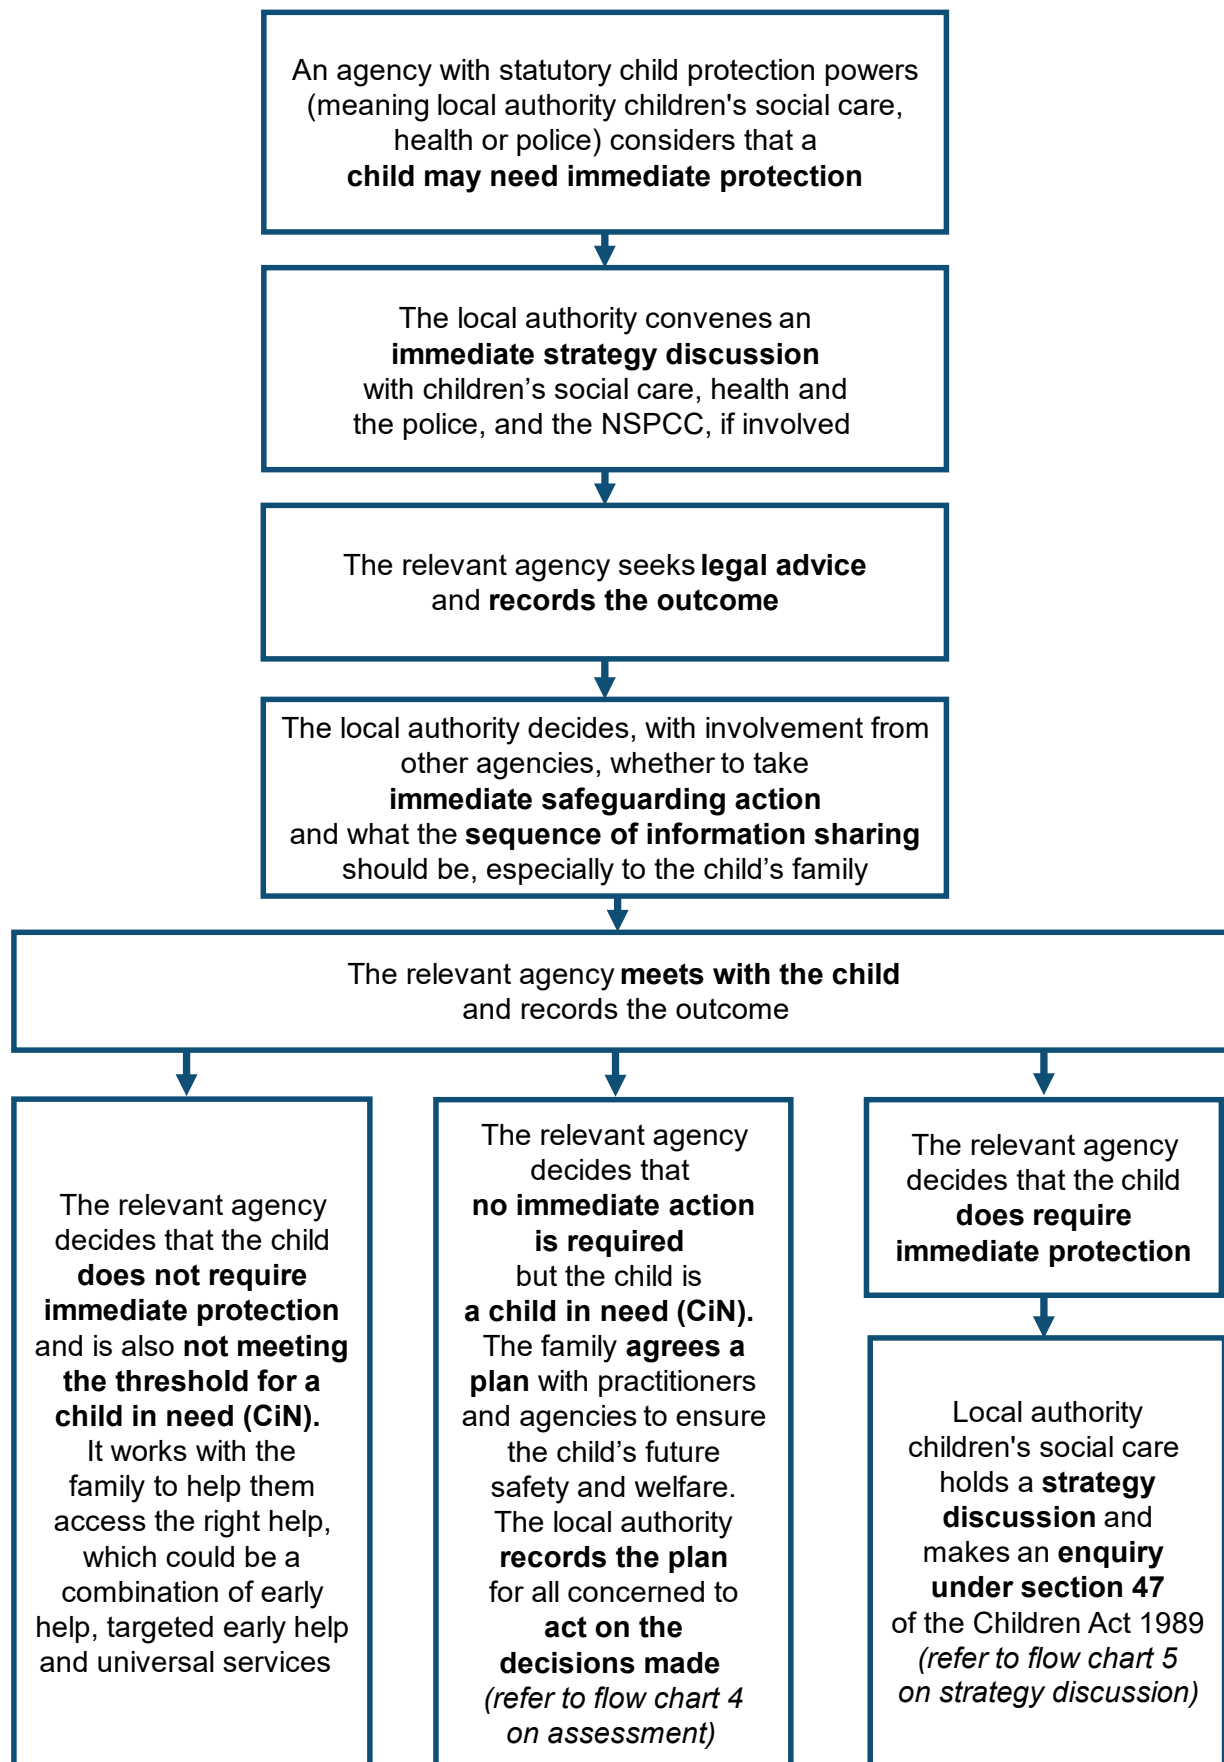 An agency with statutory child protection powers
(meaning local authority children's social care,
health or police) considers that a
child may need immediate protection
The local authority convenes an
immediate strategy discussion
with children’s social care, health and
the police, and the NSPCC, if involved
The relevant agency seeks legal advice
and records the outcome
The local authority decides, with involvement from
other agencies, whether to take
immediate safeguarding action
and what the sequence of information sharing
should be, especially to the child’s family
The relevant agency meets with the child
and records the outcome
The relevant agency
decides that the child
does not require
immediate protection
and is also not meeting
the threshold for a
child in need (CiN).
It works with the
family to help them
access the right help,
which could be a
combination of early
help, targeted early help
and universal services
The relevant agency
decides that
no immediate action
is required
but the child is
a child in need (CiN).
The family agrees a
plan with practitioners
and agencies to ensure
the child’s future
safety and welfare.
The local authority
records the plan
for all concerned to
act on the
decisions made
(refer to flow chart 4
on assessment)
The relevant agency
decides that the child
does require
immediate protection
Local authority
children's social care
holds a strategy
discussion and
makes an enquiry
under section 47
of the Children Act 1989
(refer to flow chart 5
on strategy discussion)